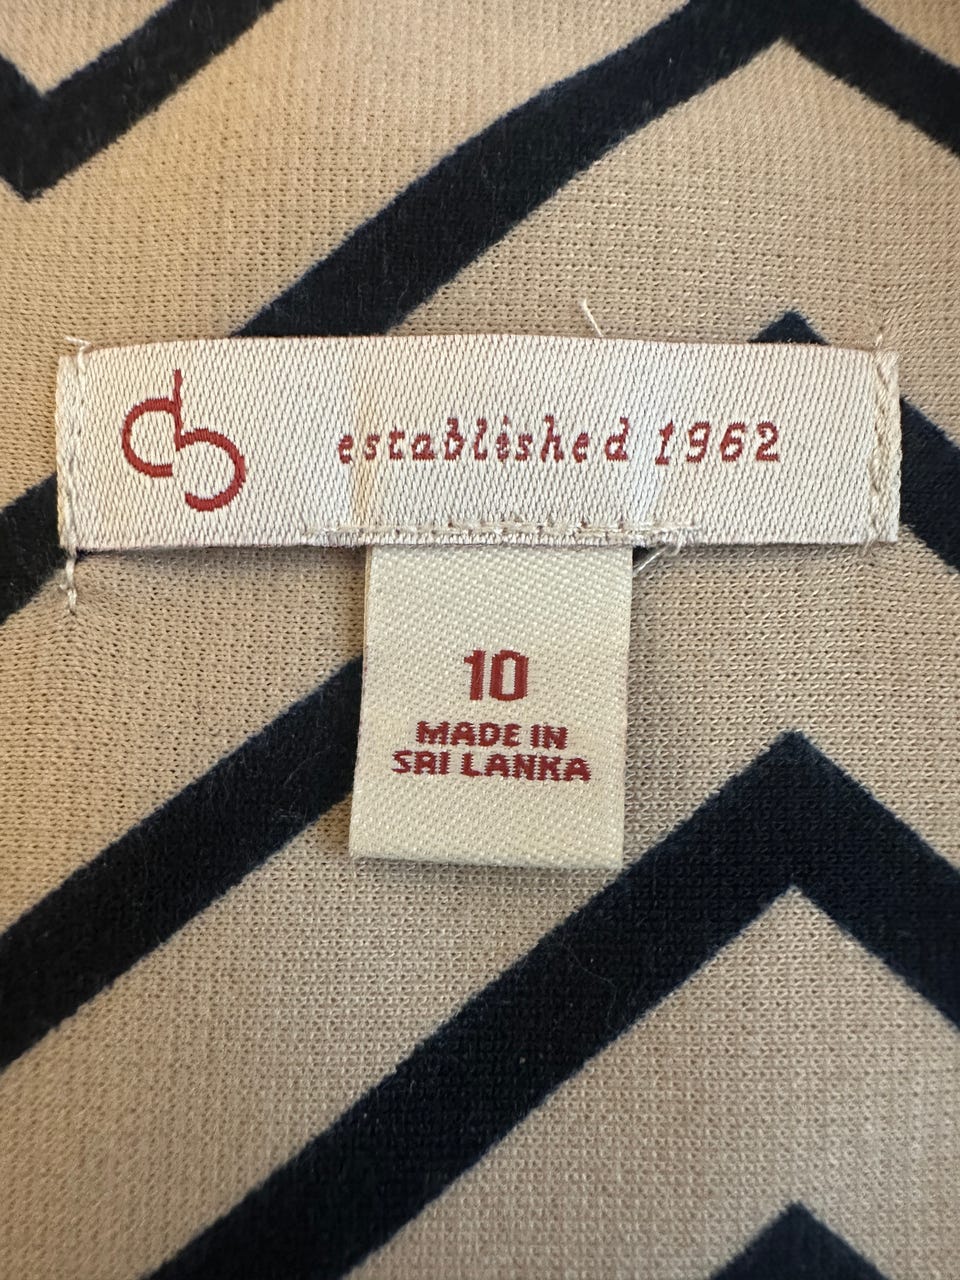 established 1962
10
MADE IN
SRI LANKA